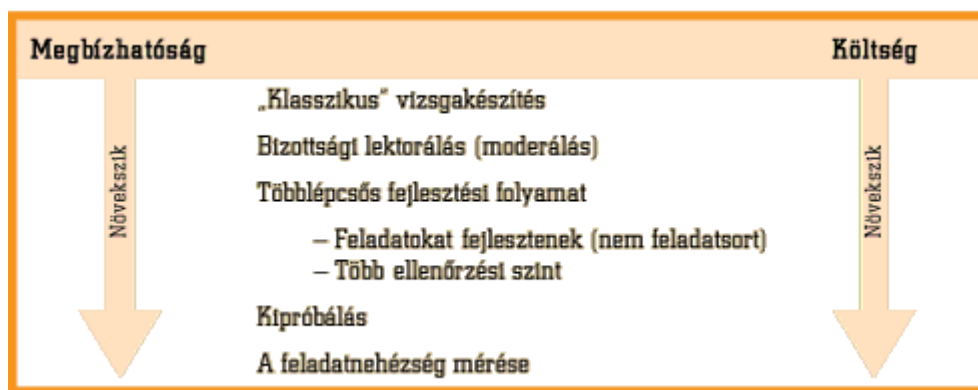 Megbízhatóság Költség
„Klasszikus” vizsgakészítés
Bizottsági lektorálás (moderálás)
Többlépcsős fejlesztési folyamat
– Feladatokat fejlesztenek (nem feladatsort)
– Több ellenőrzési szint
Kipróbálás
A feladatnehézség mérése
Növekszik
Növekszik